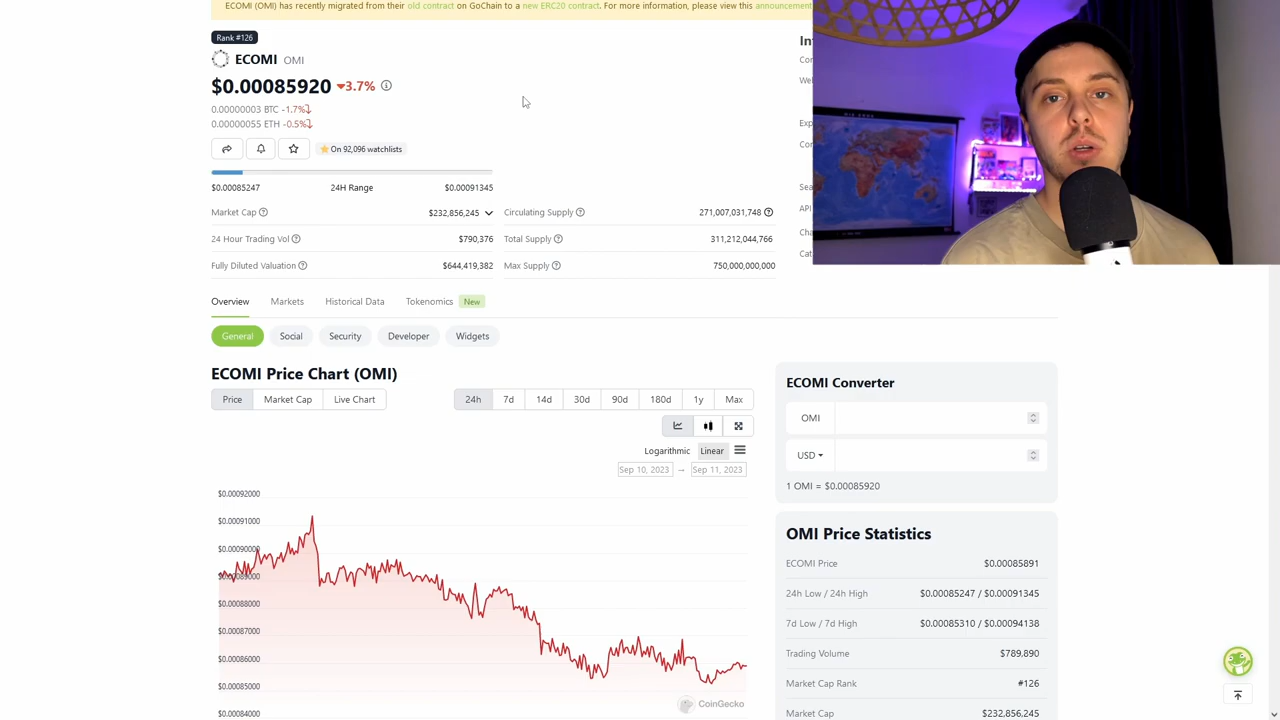 ECOMI (OMI) has recently migrated from their old contract on GoChain to a new ERC20 contract. For more information, please view this announcement
Rank #126
ECOMI OMI
$0.00085920 3.7%
0.00000003 BTC -1.7%
0.00000055 ETH -0.5%
On 92,096 watchlists
$0.00085247 24H Range $0.00091345
Market Cap $232,856,245 Circulating Supply 271,007,031,748
24 Hour Trading Vol $790,376 Total Supply 311,212,044,766
Fully Diluted Valuation $644,419,382 Max Supply 750,000,000,000
Overview Markets Historical Data Tokenomics New
General Social Security Developer Widgets
ECOMI Price Chart (OMI)
Price Market Cap Live Chart 24h 7d 14d 30d 90d 180d 1y Max
Logarithmic Linear
Sep 10, 2023 → Sep 11, 2023
$0.00092000
$0.00091000
$0.00090000
$0.00089000
$0.00088000
$0.00087000
$0.00086000
$0.00085000
$0.00084000
CoinGecko
ECOMI Converter
OMI
USD
1 OMI = $0.00085920
OMI Price Statistics
ECOMI Price $0.00085891
24h Low / 24h High $0.00085247 / $0.00091345
7d Low / 7d High $0.00085310 / $0.00094138
Trading Volume $789,890
Market Cap Rank #126
Market Cap $232,856,245